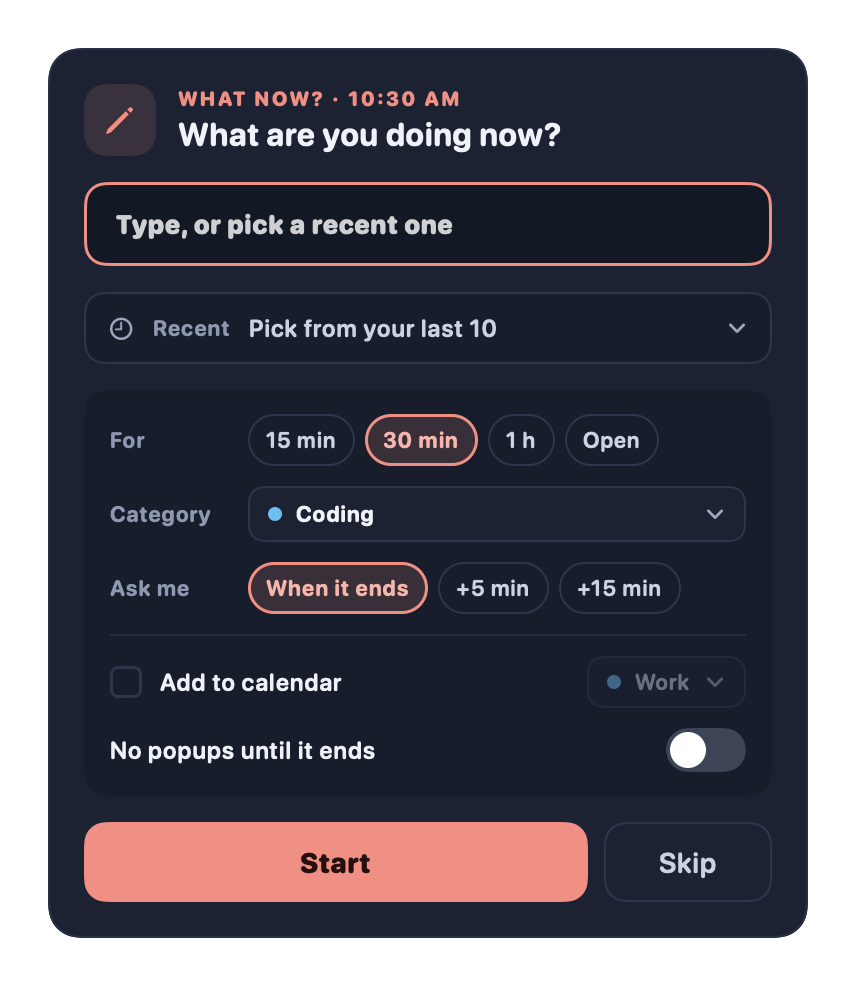 WHAT NOW? · 10:30 AM
What are you doing now?
Type, or pick a recent one
Recent Pick from your last 10
For 15 min 30 min 1 h Open
Category Coding
Ask me When it ends +5 min +15 min
Add to calendar Work
No popups until it ends
Start Skip